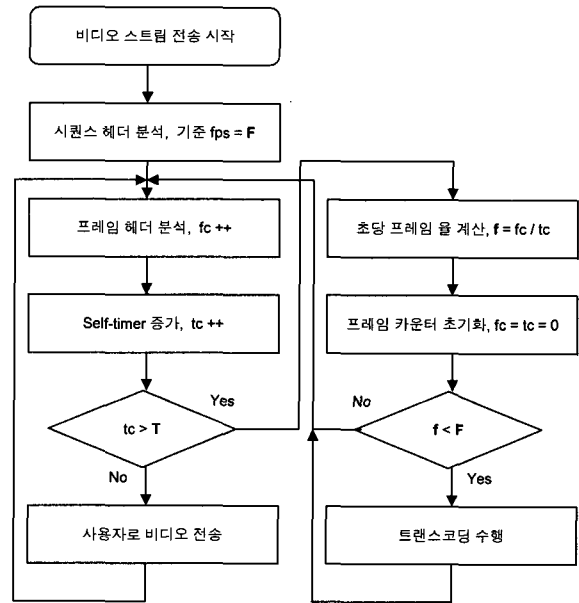 비디오 스트림 전송 시작
시퀀스 헤더 분석, 기준 fps = F
프레임 헤더 분석, fc ++
Self-timer 증가, tc ++
tc > T
Yes
No
사용자로 비디오 전송
초당 프레임 율 계산, f = fc / tc
프레임 카운터 초기화, fc = tc = 0
f < F
No
Yes
트랜스코딩 수행